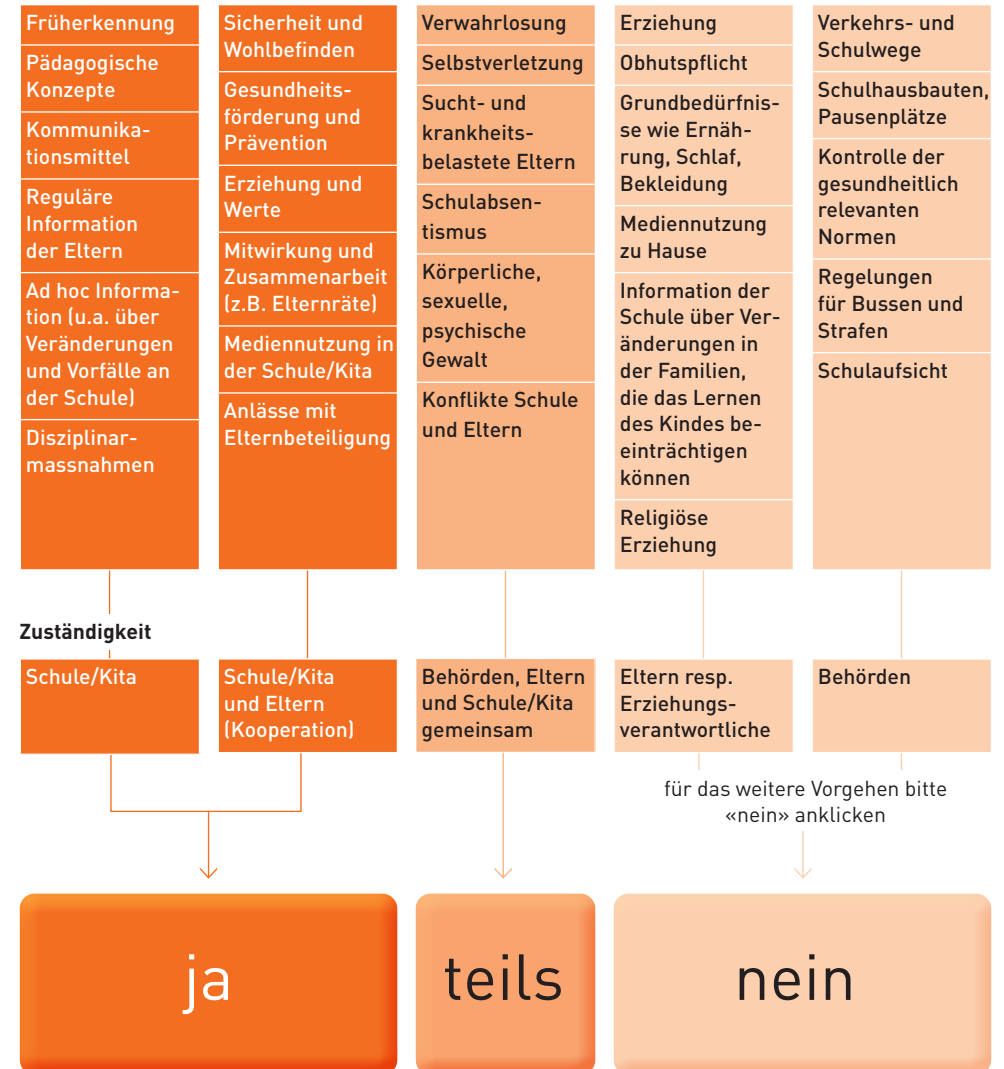 Früherkennung
Pädagogische
Konzepte
Kommunika-
tionsmittel
Reguläre
Information
der Eltern
Ad hoc Informa-
tion (u.a. über
Veränderungen
und Vorfälle an
der Schule)
Disziplinar-
massnahmen
Sicherheit und
Wohlbefinden
Gesundheits-
förderung und
Prävention
Erziehung und
Werte
Mitwirkung und
Zusammenarbeit
(z.B. Elternräte)
Mediennutzung in
der Schule/Kita
Anlässe mit
Elternbeteiligung
Verwahrlosung
Selbstverletzung
Sucht- und
krankheits-
belastete Eltern
Schulabsen-
tismus
Körperliche,
sexuelle,
psychische
Gewalt
Konflikte Schule
und Eltern
Erziehung
Obhutspflicht
Grundbedürfnis-
se wie Ernäh-
rung, Schlaf,
Bekleidung
Mediennutzung
zu Hause
Information der
Schule über Ver-
änderungen in
der Familien,
die das Lernen
des Kindes be-
einträchtigen
können
Religiöse
Erziehung
Verkehrs- und
Schulwege
Schulhausbauten,
Pausenplätze
Kontrolle der
gesundheitlich
relevanten
Normen
Regelungen
für Bussen und
Strafen
Schulaufsicht
Zuständigkeit
Schule/Kita
Schule/Kita
und Eltern
(Kooperation)
Behörden, Eltern
und Schule/Kita
gemeinsam
Eltern resp.
Erziehungs-
verantwortliche
Behörden
für das weitere Vorgehen bitte
«nein» anklicken
ja
teils
nein